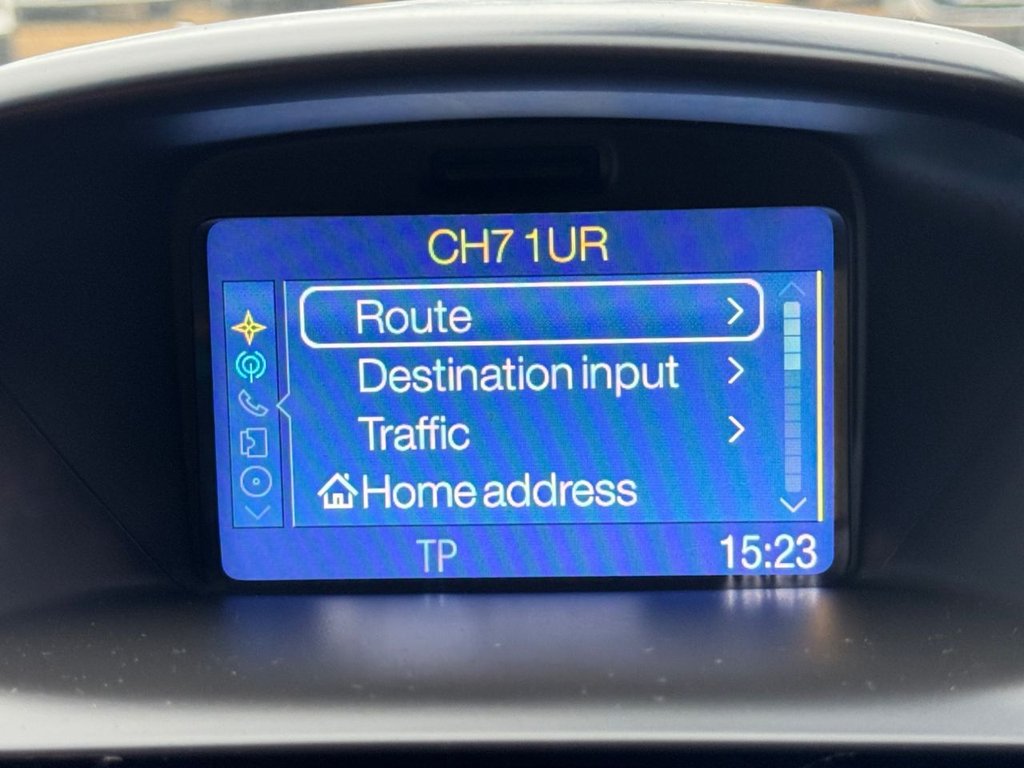 CH7 1UR
Route
Destination input
Traffic
Home address
TP
15:23